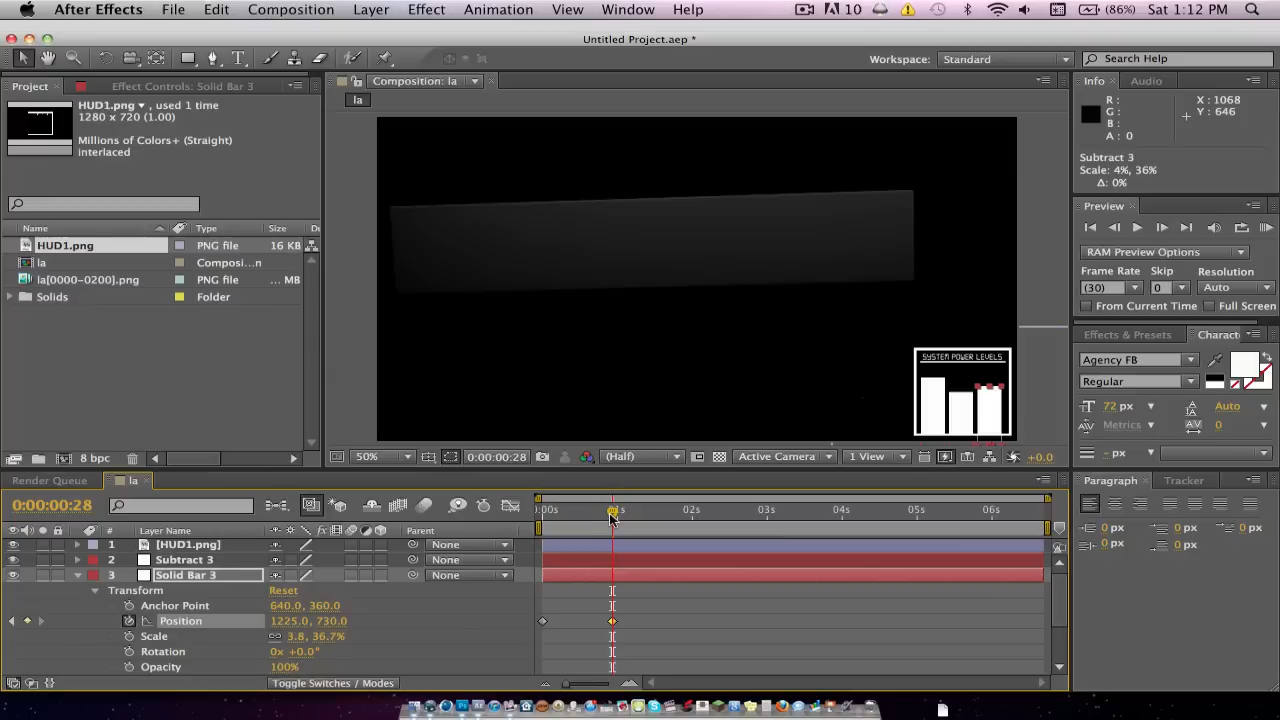 After Effects File Edit Composition Layer Effect Animation View Window Help A 10 (86%) Sat 1:12 PM
Untitled Project.aep *
Workspace: Standard Search Help
Project Effect Controls: Solid Bar 3 Composition: la Info Audio
la
HUD1.png ▾ , used 1 time
1280 x 720 (1.00)
Millions of Colors+ (Straight)
interlaced
R : X : 1068
G : Y : 646
B :
A : 0
Subtract 3
Scale: 4%, 36%
Δ: 0%
Preview
RAM Preview Options
Frame Rate Skip Resolution
(30) 0 Auto
From Current Time Full Screen
Name Type Size
HUD1.png PNG file 16 KB
la Composi...n
la[0000-0200].png PNG file ... MB
Solids Folder
8 bpc
SYSTEM POWER LEVELS
50% 0:00:00:28 (Half) Active Camera 1 View +0.0
Effects & Presets Charact
Agency FB
Regular
72 px Auto
Metrics 0
- px
Paragraph Tracker
0 px 0 px 0 px
0 px 0 px
Render Queue la
0:00:00:28
:00s 01s 02s 03s 04s 05s 06s
# Layer Name Parent
1 [HUD1.png] None
2 Subtract 3 None
3 Solid Bar 3 None
Transform Reset
Anchor Point 640.0, 360.0
Position 1225.0, 730.0
Scale 3.8, 36.7%
Rotation 0x +0.0°
Opacity 100%
Toggle Switches / Modes